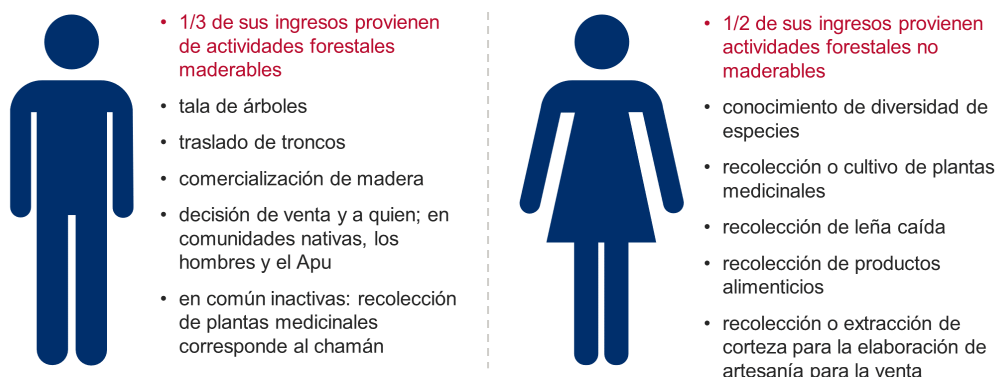 • 1/3 de sus ingresos provienen
de actividades forestales
maderables
• tala de árboles
• traslado de troncos
• comercialización de madera
• decisión de venta y a quien; en
comunidades nativas, los
hombres y el Apu
• en común inactivas: recolección
de plantas medicinales
corresponde al chamán
• 1/2 de sus ingresos provienen
actividades forestales no
maderables
• conocimiento de diversidad de
especies
• recolección o cultivo de plantas
medicinales
• recolección de leña caída
• recolección de productos
alimenticios
• recolección o extracción de
corteza para la elaboración de
artesanía para la venta